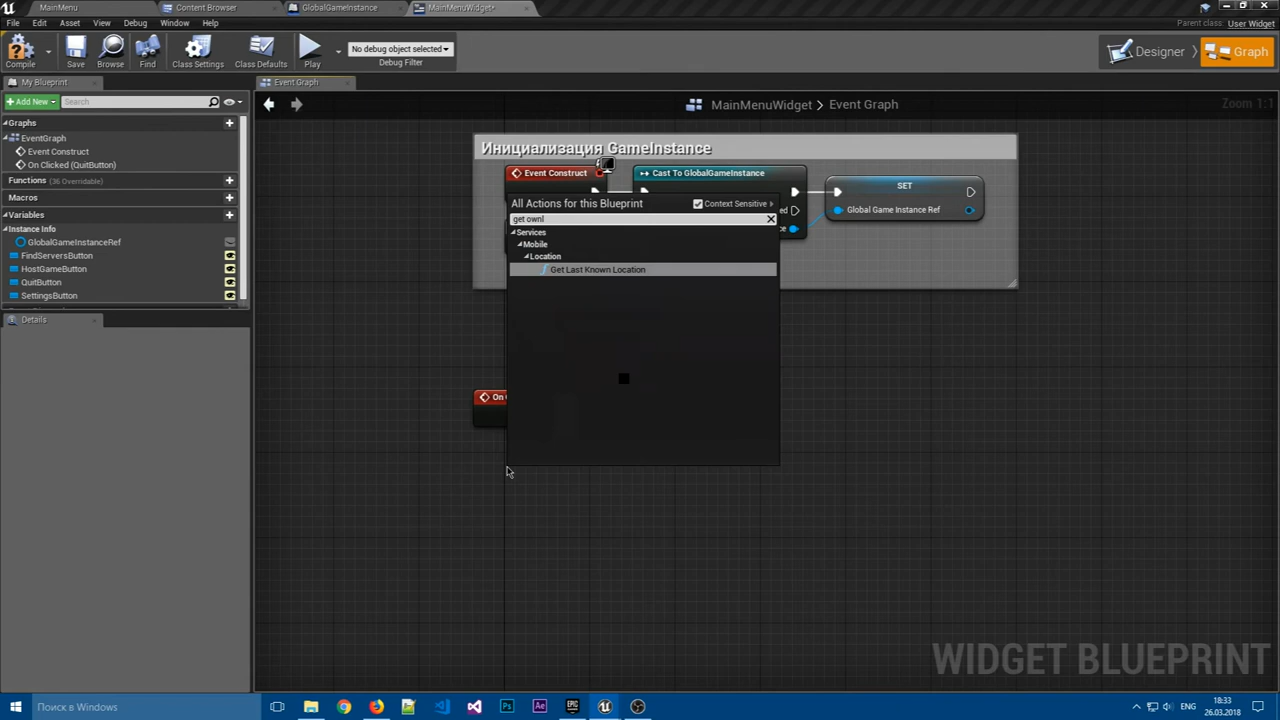 MainMenu
Content Browser
GlobalGameInstance
MainMenuWidget*
File Edit Asset View Debug Window Help
Parent class: User Widget
Compile
Save
Browse
Find
Class Settings
Class Defaults
Play
No debug object selected
Debug Filter
Designer
Graph
My Blueprint
Event Graph
Add New
Search
MainMenuWidget > Event Graph
Zoom 1:1
Graphs
EventGraph
Event Construct
On Clicked (QuitButton)
Functions (36 Overridable)
Macros
Variables
Instance Info
GlobalGameInstanceRef
FindServersButton
HostGameButton
QuitButton
SettingsButton
Details
Инициализация GameInstance
Event Construct
Cast To GlobalGameInstance
SET
Global Game Instance Ref
All Actions for this Blueprint
Context Sensitive
get ownl
Services
Mobile
Location
Get Last Known Location
WIDGET BLUEPRINT
Поиск в Windows
Ps
Ae
EPIC
ENG
18:33
26.03.2018